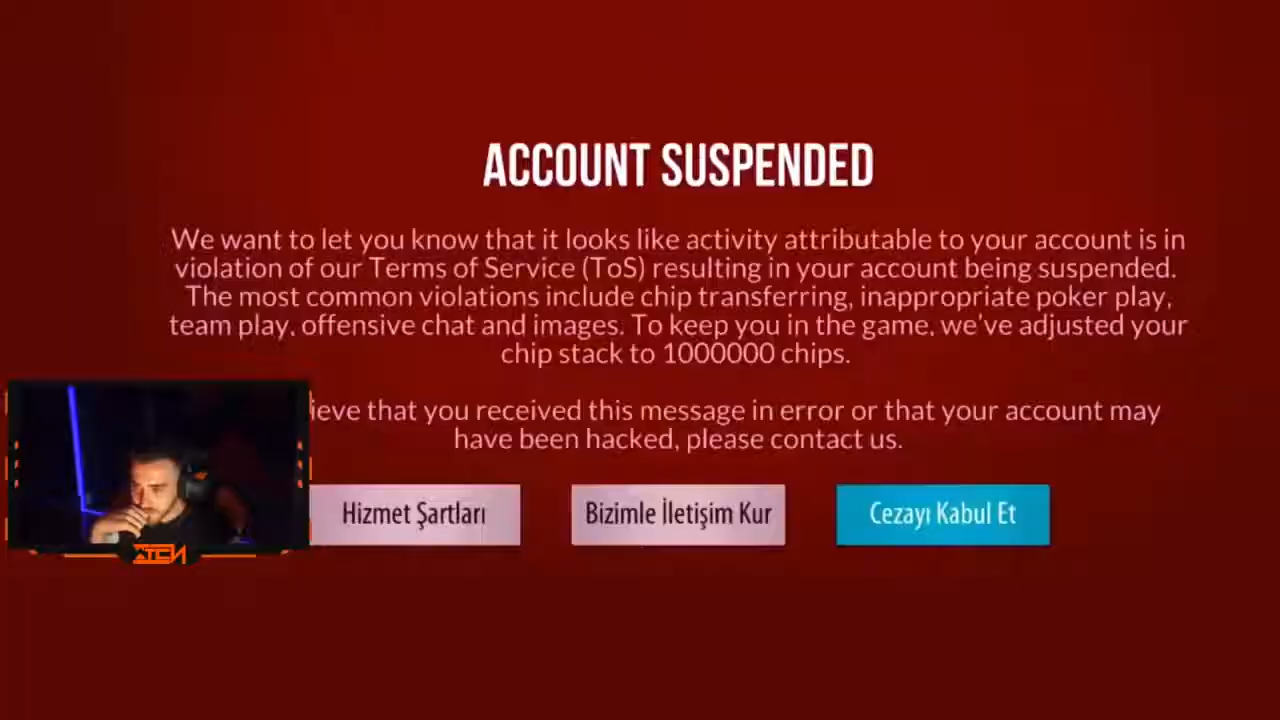 ACCOUNT SUSPENDED
We want to let you know that it looks like activity attributable to your account is in
violation of our Terms of Service (ToS) resulting in your account being suspended.
The most common violations include chip transferring, inappropriate poker play,
team play, offensive chat and images. To keep you in the game, we've adjusted your
chip stack to 1000000 chips.
ieve that you received this message in error or that your account may
have been hacked, please contact us.
Hizmet Şartları
Bizimle İletişim Kur
Cezayı Kabul Et